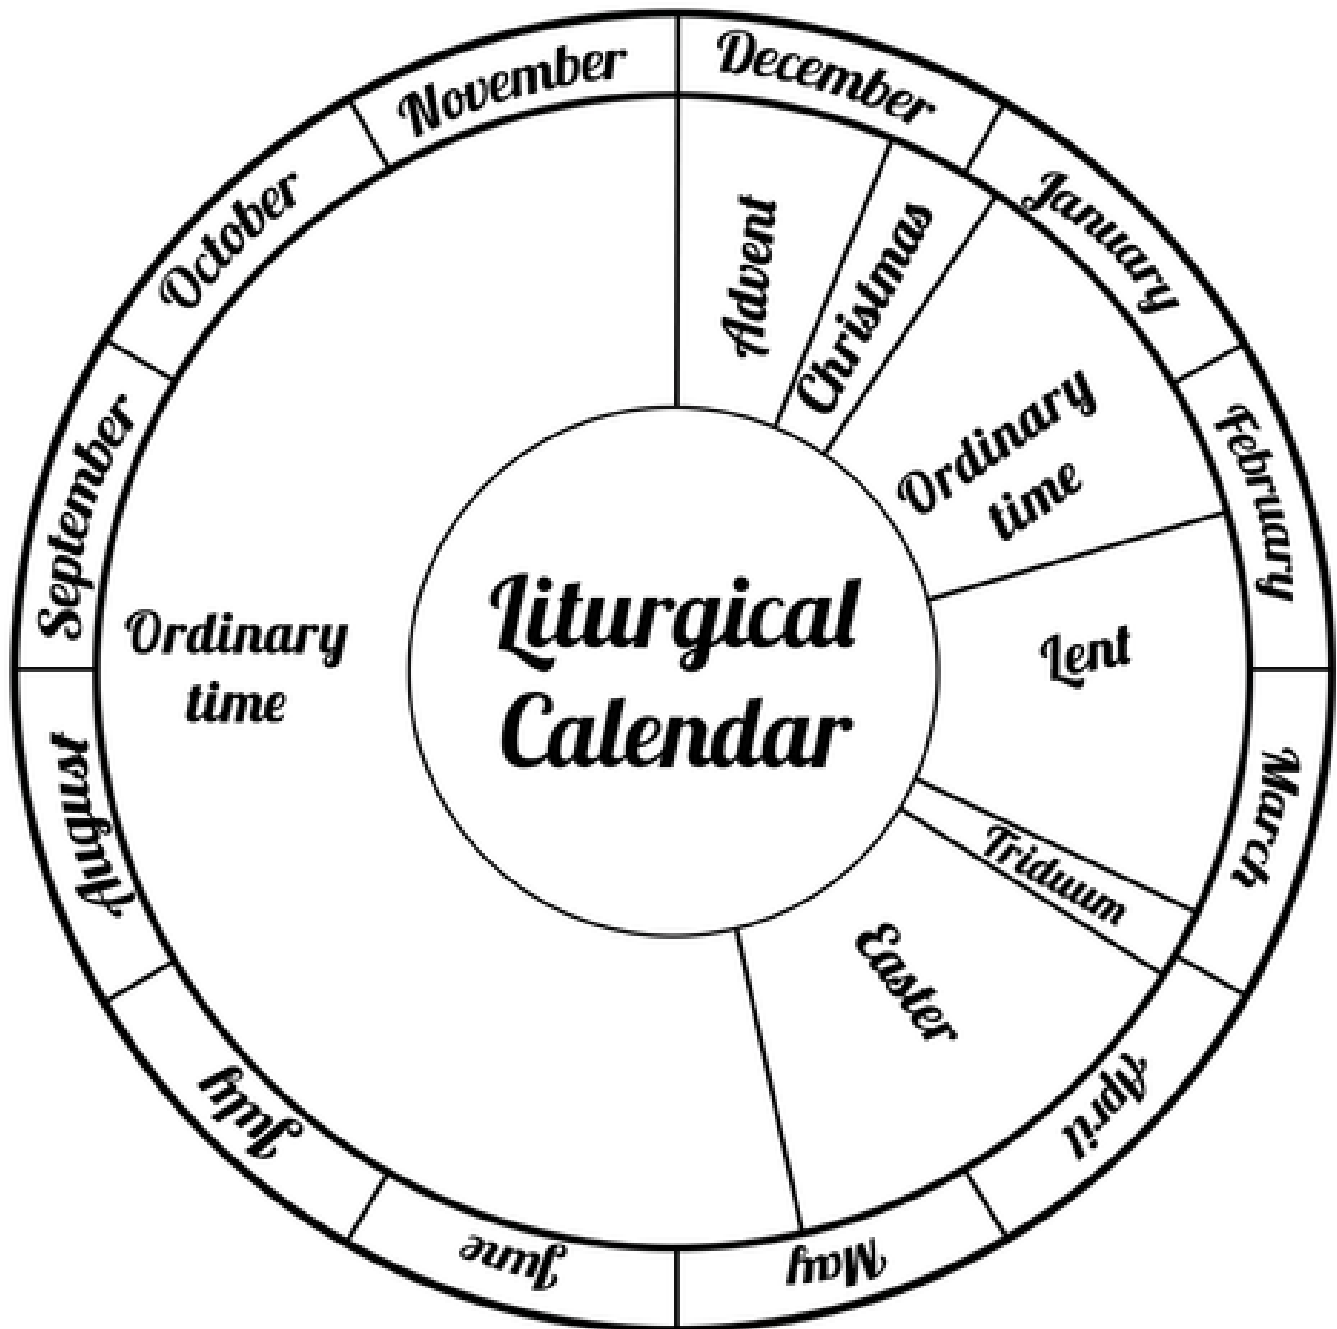 December
January
February
March
April
May
June
July
August
September
October
November
Advent
Christmas
Ordinary
time
Lent
Triduum
Easter
Ordinary
time
Liturgical
Calendar